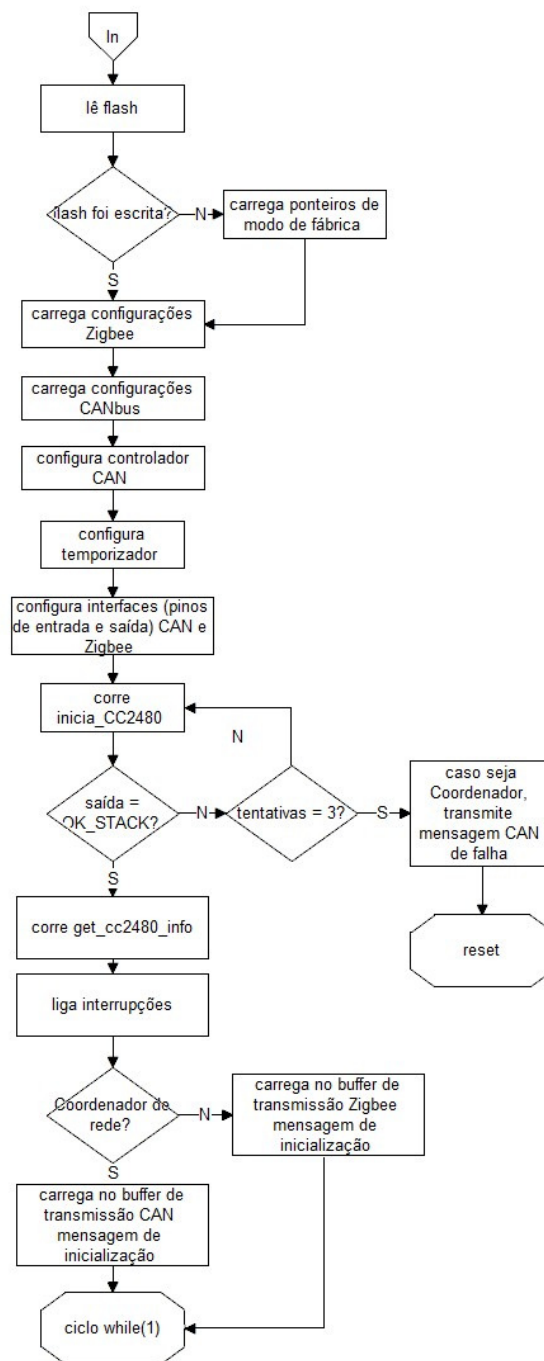 In
lê flash
flash foi escrita?
N
carrega ponteiros de
modo de fábrica
S
carrega configurações
Zigbee
carrega configurações
CANbus
configura controlador
CAN
configura
temporizador
configura interfaces (pinos
de entrada e saída) CAN e
Zigbee
corre
inicia_CC2480
N
saída =
OK_STACK?
N
tentativas = 3?
S
caso seja
Coordenador,
transmite
mensagem CAN
de falha
S
reset
corre get_cc2480_info
liga interrupções
Coordenador de
rede?
N
carrega no buffer de
transmissão Zigbee
mensagem de
inicialização
S
carrega no buffer de
transmissão CAN
mensagem de
inicialização
ciclo while(1)